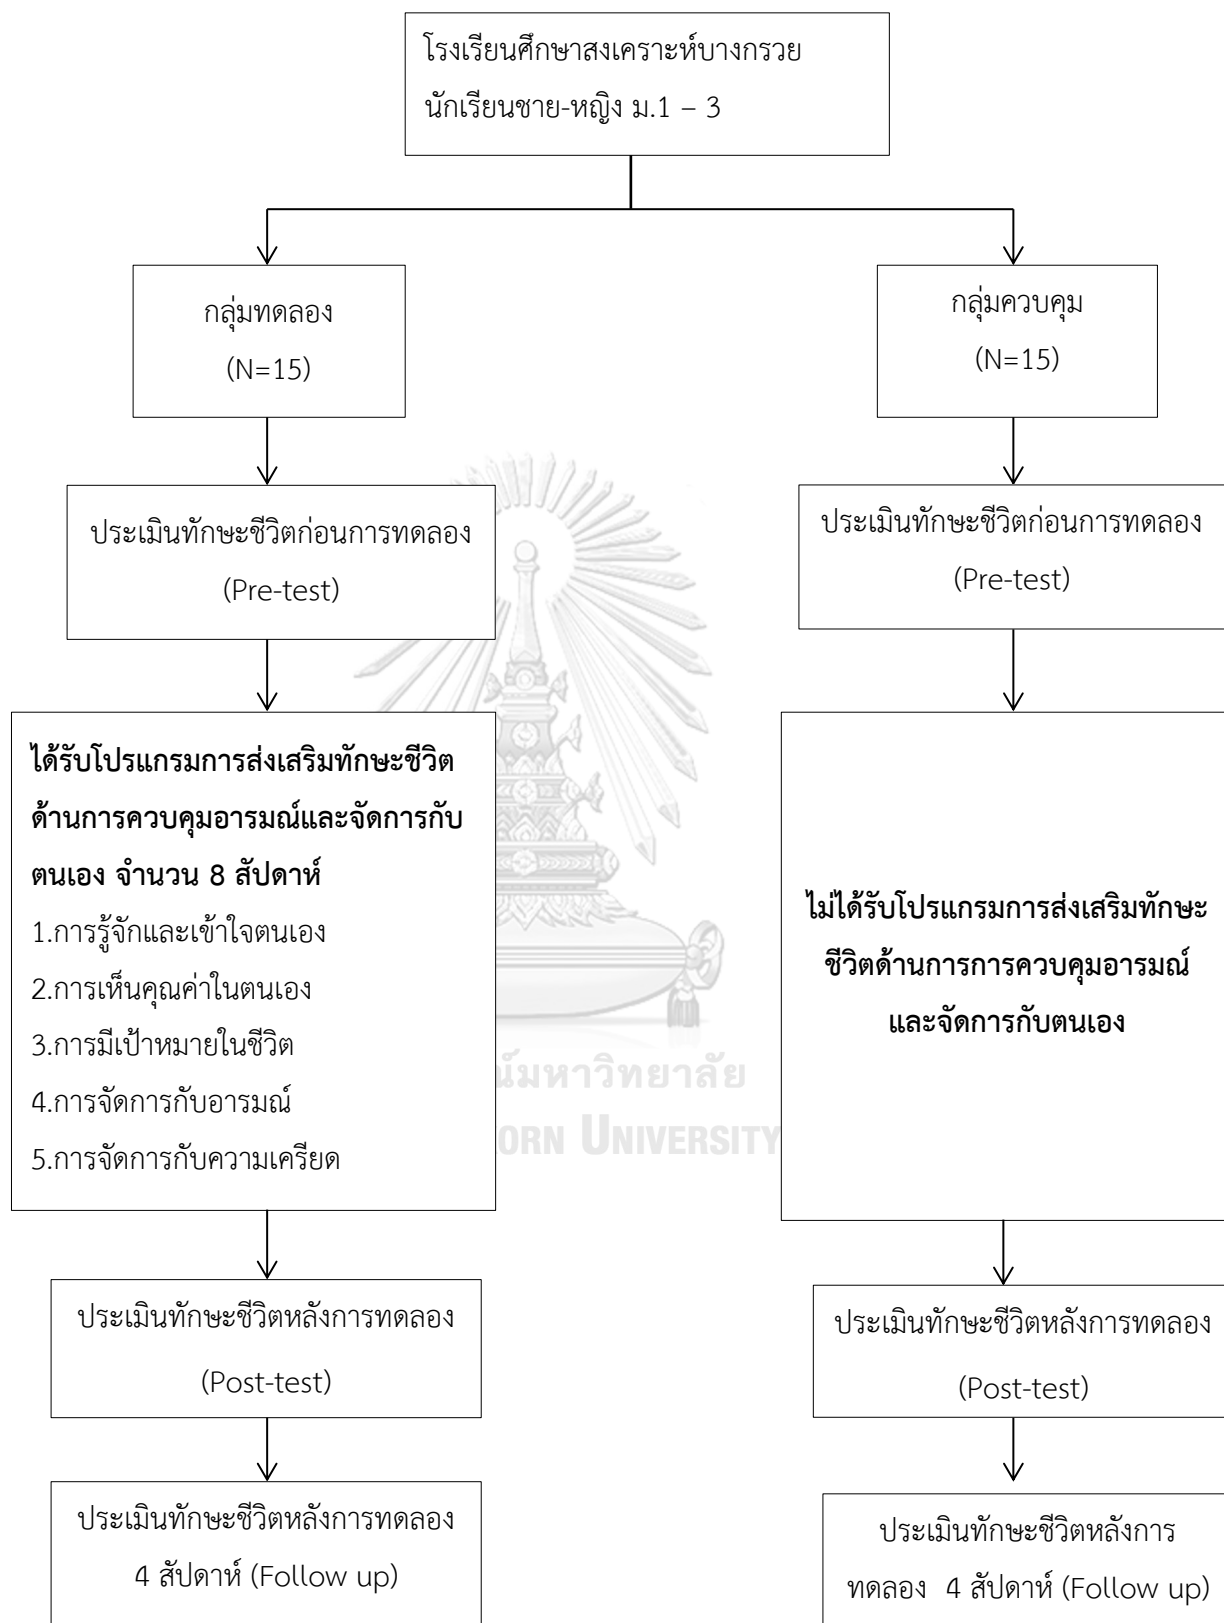 โรงเรียนศึกษาสงเคราะห์บางกรวย
นักเรียนชาย-หญิง ม.1 – 3
กลุ่มทดลอง
(N=15)
กลุ่มควบคุม
(N=15)
ประเมินทักษะชีวิตก่อนการทดลอง
(Pre-test)
ประเมินทักษะชีวิตก่อนการทดลอง
(Pre-test)
ได้รับโปรแกรมการส่งเสริมทักษะชีวิต
ด้านการควบคุมอารมณ์และจัดการกับ
ตนเอง จำนวน 8 สัปดาห์
1.การรู้จักและเข้าใจตนเอง
2.การเห็นคุณค่าในตนเอง
3.การมีเป้าหมายในชีวิต
4.การจัดการกับอารมณ์
5.การจัดการกับความเครียด
ไม่ได้รับโปรแกรมการส่งเสริมทักษะ
ชีวิตด้านการการควบคุมอารมณ์
และจัดการกับตนเอง
ณ์มหาวิทยาลัย
ORN UNIVERSITY
ประเมินทักษะชีวิตหลังการทดลอง
(Post-test)
ประเมินทักษะชีวิตหลังการทดลอง
(Post-test)
ประเมินทักษะชีวิตหลังการทดลอง
4 สัปดาห์ (Follow up)
ประเมินทักษะชีวิตหลังการ
ทดลอง 4 สัปดาห์ (Follow up)